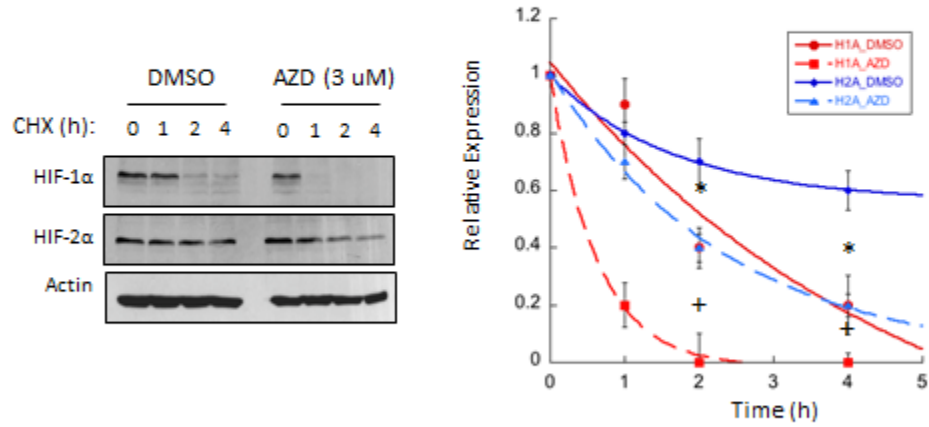 DMSO AZD (3 uM)
CHX (h): 0 1 2 4 0 1 2 4
HIF-1α
HIF-2α
Actin
H1A_DMSO
H1A_AZD
H2A_DMSO
H2A_AZD
Relative Expression
1.2
1
0.8
0.6
0.4
0.2
0
* *
+ +
0 1 2 3 4 5
Time (h)